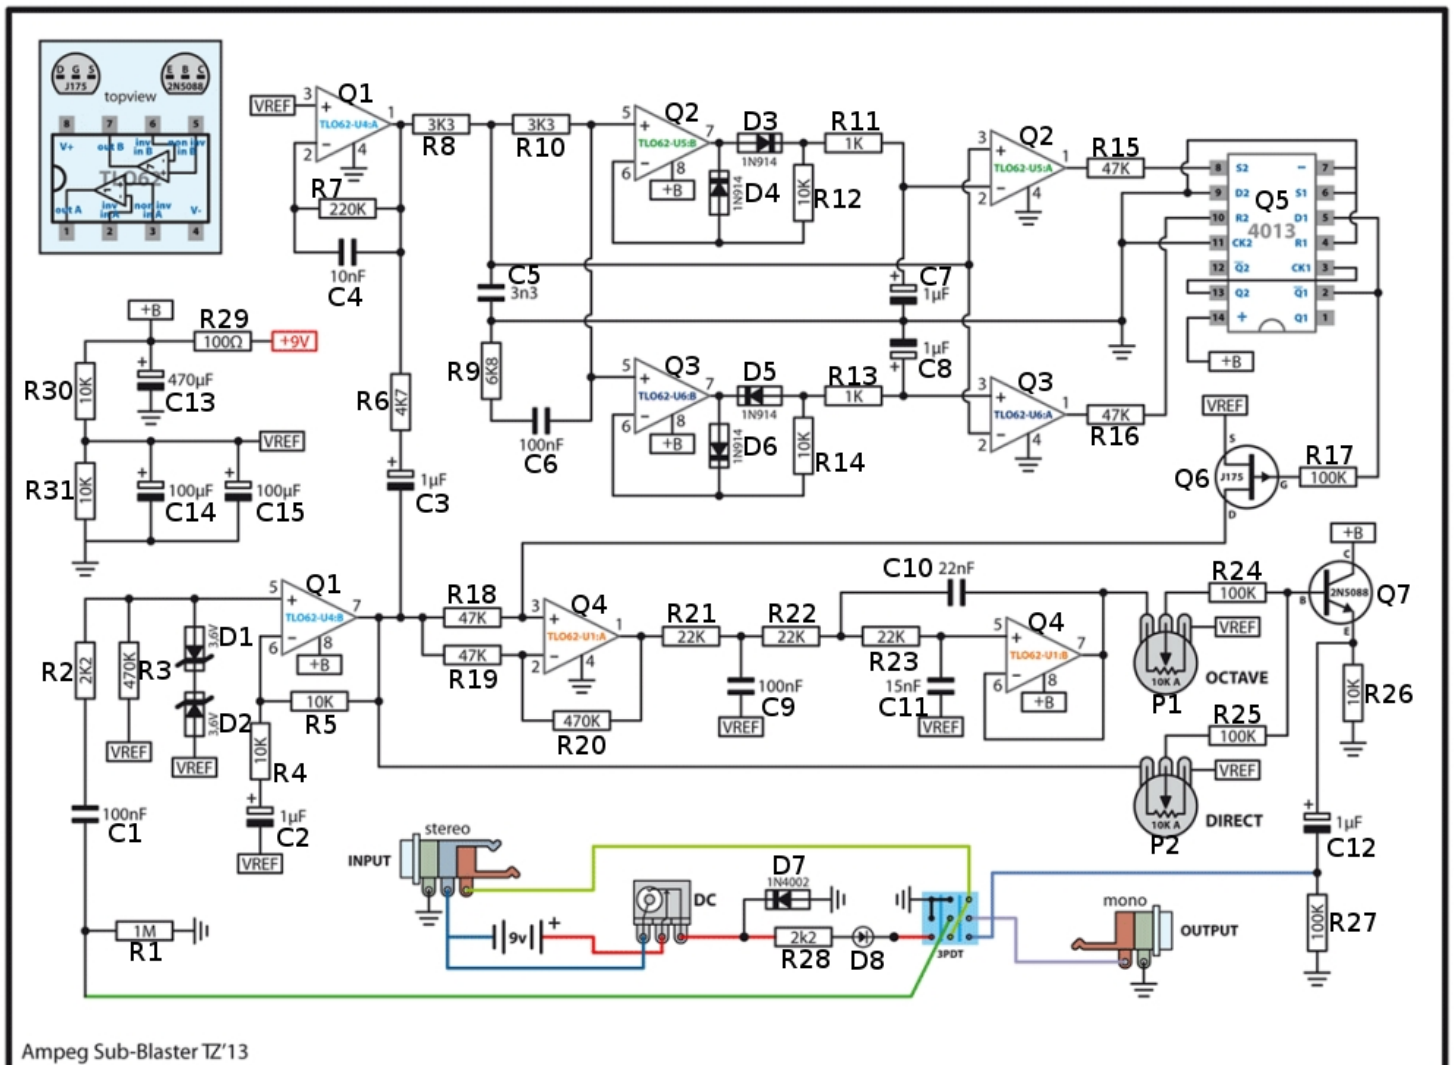 D G S
J175
E B C
2N5088
topview
8 7 6 5
V+
out B
inv in B
non inv in B
TL062
out A
inv in A
non inv in A
V-
1 2 3 4
VREF
3
+
Q1
TLO62-U4:A
1
2
−
4
3K3
R8
3K3
R10
R7
220K
10nF
C4
5
+
Q2
TLO62-U5:B
7
6
−
8
+B
D3
1N914
D4
1N914
R11
1K
10K
R12
3
+
Q2
TLO62-U5:A
1
2
−
4
R15
47K
8 S2
9 D2
10 R2
11 CK2
12 Q2
13 Q2
14 +
Q5
4013
− 7
S1 6
D1 5
R1 4
CK1 3
Q1 2
Q1 1
+B
C5
3n3
+
C7
1µF
1µF
C8
+
R9
6K8
100nF
C6
5
+
Q3
TLO62-U6:B
7
6
−
8
+B
D5
1N914
D6
1N914
R13
1K
10K
R14
3
+
Q3
TLO62-U6:A
1
2
−
4
47K
R16
+B
R29
100Ω
+9V
R30
10K
+
470µF
C13
VREF
R31
10K
+
100µF
C14
+
100µF
C15
R6
4K7
+
1µF
C3
VREF
S
Q6
J175
G
D
R17
100K
+B
C
B
2N5088
E
Q7
5
+
Q1
TLO62-U4:B
7
6
−
8
+B
R2
2K2
470K
R3
VREF
D1
3,6V
D2
3,6V
VREF
10K
R5
10K
R4
+
1µF
C2
VREF
R18
47K
47K
R19
3
+
Q4
TLO62-U1:A
1
2
−
4
470K
R20
R21
22K
R22
22K
22K
R23
C10 22nF
100nF
C9
VREF
15nF
C11
VREF
5
+
Q4
TLO62-U1:B
7
6
−
8
+B
R24
100K
VREF
10K A
OCTAVE
P1
R25
100K
VREF
10K A
DIRECT
P2
10K
R26
+
1µF
C12
100K
R27
100nF
C1
1M
R1
stereo
INPUT
9v
+
DC
D7
1N4002
2k2
R28
D8
3PDT
mono
OUTPUT
Ampeg Sub-Blaster TZ'13